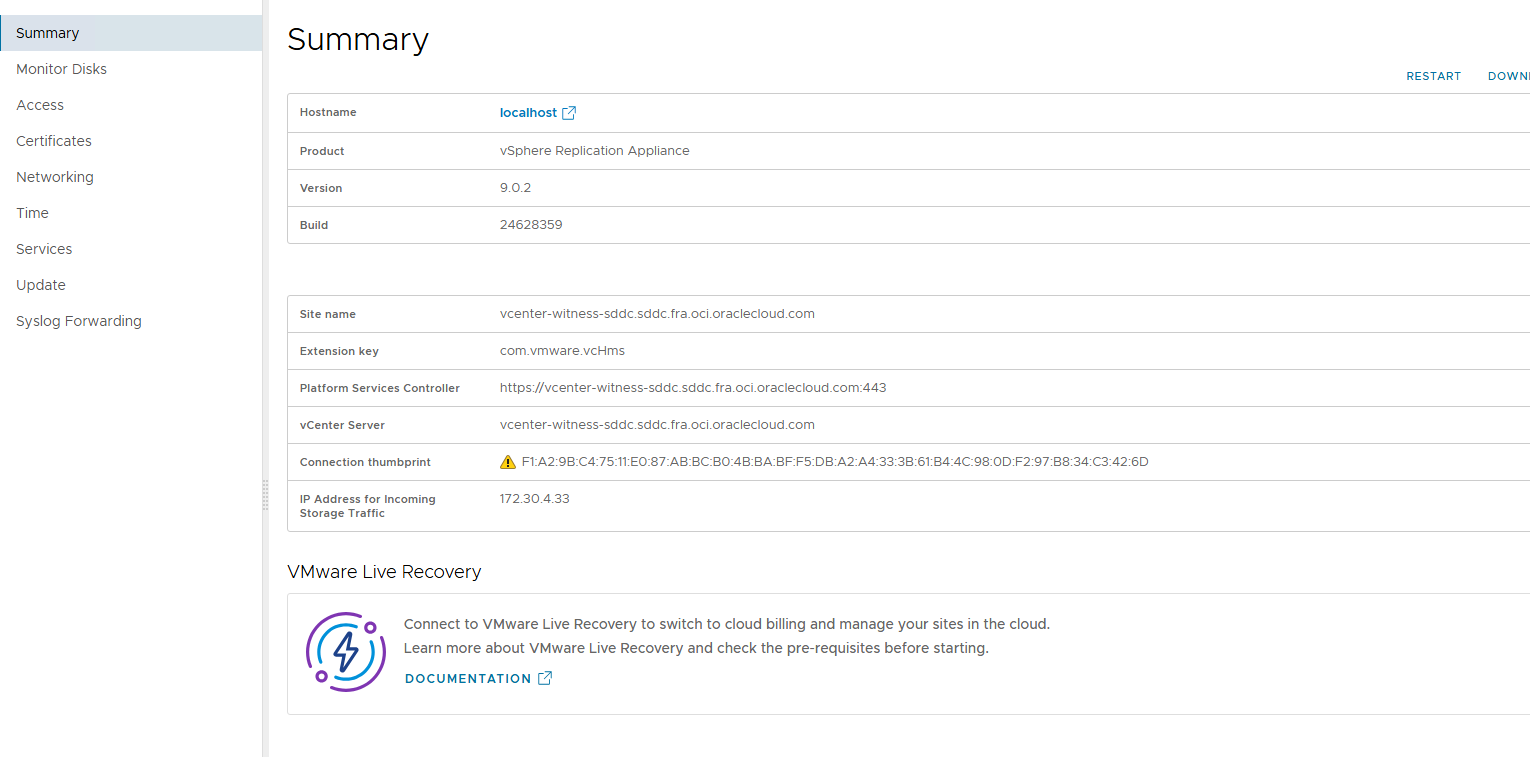 Summary
Monitor Disks
Access
Certificates
Networking
Time
Services
Update
Syslog Forwarding
Summary
RESTART
Hostname localhost
Product vSphere Replication Appliance
Version 9.0.2
Build 24628359
Site name vcenter-witness-sddc.sddc.fra.oci.oraclecloud.com
Extension key com.vmware.vcHms
Platform Services Controller https://vcenter-witness-sddc.sddc.fra.oci.oraclecloud.com:443
vCenter Server vcenter-witness-sddc.sddc.fra.oci.oraclecloud.com
Connection thumbprint F1:A2:9B:C4:75:11:E0:87:AB:BC:B0:4B:BA:BF:F5:DB:A2:A4:33:3B:61:B4:4C:98:0D:F2:97:B8:34:C3:42:6D
IP Address for Incoming 172.30.4.33
Storage Traffic
VMware Live Recovery
Connect to VMware Live Recovery to switch to cloud billing and manage your sites in the cloud.
Learn more about VMware Live Recovery and check the pre-requisites before starting.
DOCUMENTATION